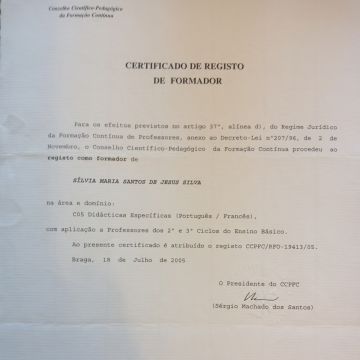 Conselho Científico-Pedagógico
da Formação Contínua
CERTIFICADO DE REGISTO
DE FORMADOR
Para os efeitos previstos no artigo 37º, alínea d), do Regime Jurídico
da Formação Contínua de Professores, anexo ao Decreto-Lei nº207/96, de 2 de
Novembro, o Conselho Científico-Pedagógico da Formação Contínua procedeu ao
registo como formador de
SÍLVIA MARIA SANTOS DE JESUS SILVA
na área e domínio:
C05 Didácticas Específicas (Português / Francês),
com aplicação a Professores dos 2º e 3º Ciclos do Ensino Básico.
Ao presente certificado é atribuído o registo CCPFC/RFO-19413/05.
Braga, 18 de Julho de 2005
O Presidente do CCPFC
(Sérgio Machado dos Santos)